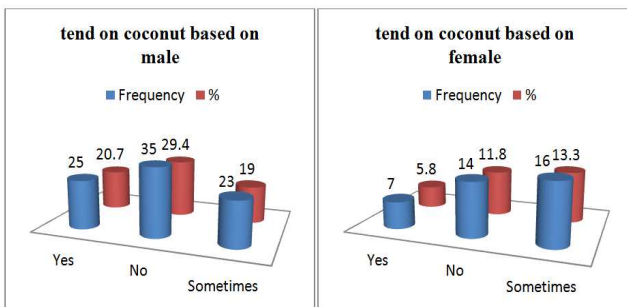 tend on coconut based on
male
Frequency %
25 20.7 35 29.4 23 19
Yes
No
Sometimes
tend on coconut based on
female
Frequency %
7 5.8 14 11.8 16 13.3
Yes
No
Sometimes